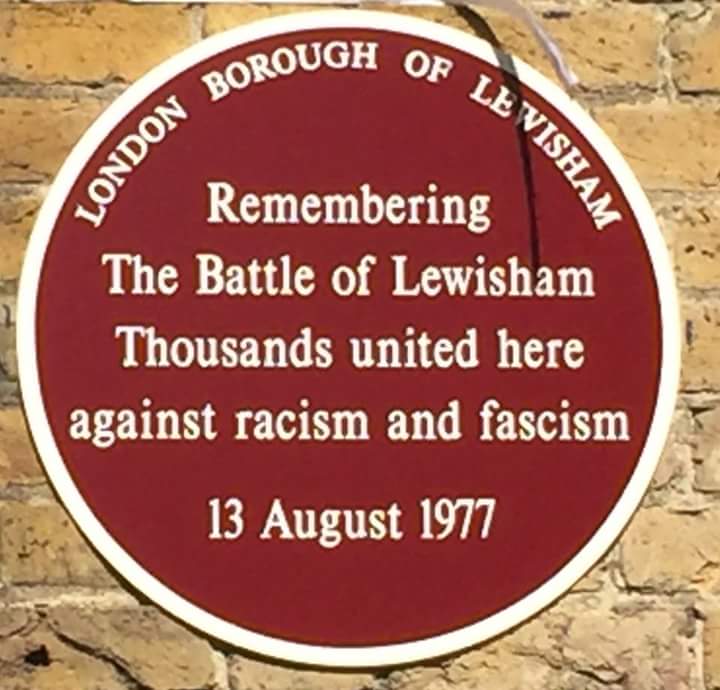 LONDON BOROUGH OF LEWISHAM
Remembering
The Battle of Lewisham
Thousands united here
against racism and fascism
13 August 1977